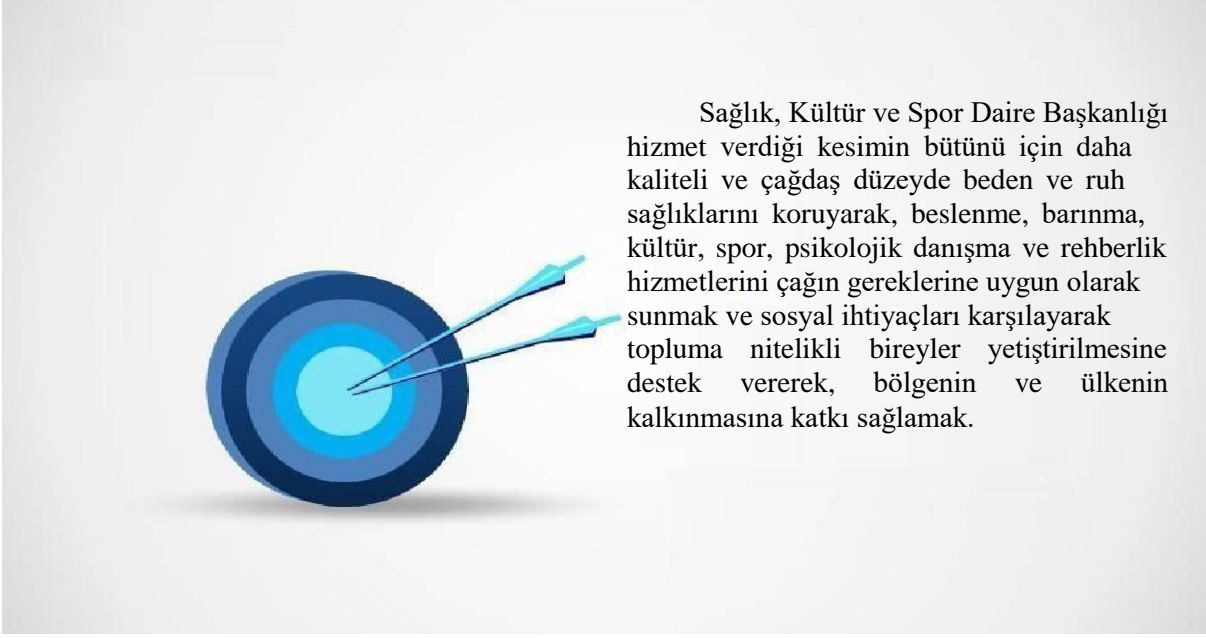 Sağlık, Kültür ve Spor Daire Başkanlığı
hizmet verdiği kesimin bütünü için daha
kaliteli ve çağdaş düzeyde beden ve ruh
sağlıklarını koruyarak, beslenme, barınma,
kültür, spor, psikolojik danışma ve rehberlik
hizmetlerini çağın gereklerine uygun olarak
sunmak ve sosyal ihtiyaçları karşılayarak
topluma nitelikli bireyler yetiştirilmesine
destek vererek, bölgenin ve ülkenin
kalkınmasına katkı sağlamak.